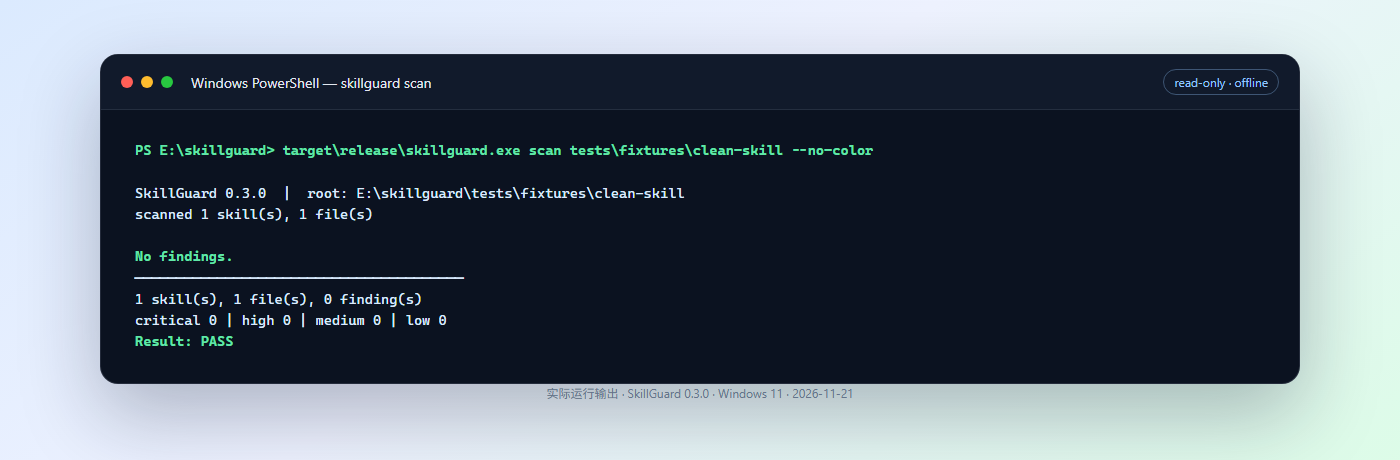 Windows PowerShell — skillguard scan
read-only · offline
PS E:\skillguard> target\release\skillguard.exe scan tests\fixtures\clean-skill --no-color
SkillGuard 0.3.0 | root: E:\skillguard\tests\fixtures\clean-skill
scanned 1 skill(s), 1 file(s)
No findings.
1 skill(s), 1 file(s), 0 finding(s)
critical 0 | high 0 | medium 0 | low 0
Result: PASS
实际运行输出 · SkillGuard 0.3.0 · Windows 11 · 2026-11-21